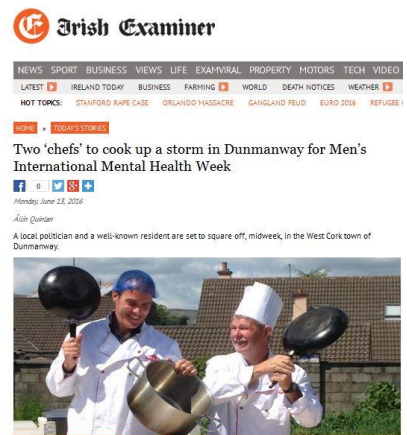 Irish Examiner
NEWS SPORT BUSINESS VIEWS LIFE EXAMVIRAL PROPERTY MOTORS TECH VIDEO
LATEST IRELAND TODAY BUSINESS FARMING WORLD DEATH NOTICES WEATHER
HOT TOPICS: STANFORD RAPE CASE ORLANDO MASSACRE GANGLAND FEUD EURO 2016 REFUGEE
HOME » TODAY'S STORIES
Two ‘chefs’ to cook up a storm in Dunmanway for Men’s
International Mental Health Week
0
Monday, June 13, 2016
Áilín Quinlan
A local politician and a well-known resident are set to square off, midweek, in the West Cork town of
Dunmanway.